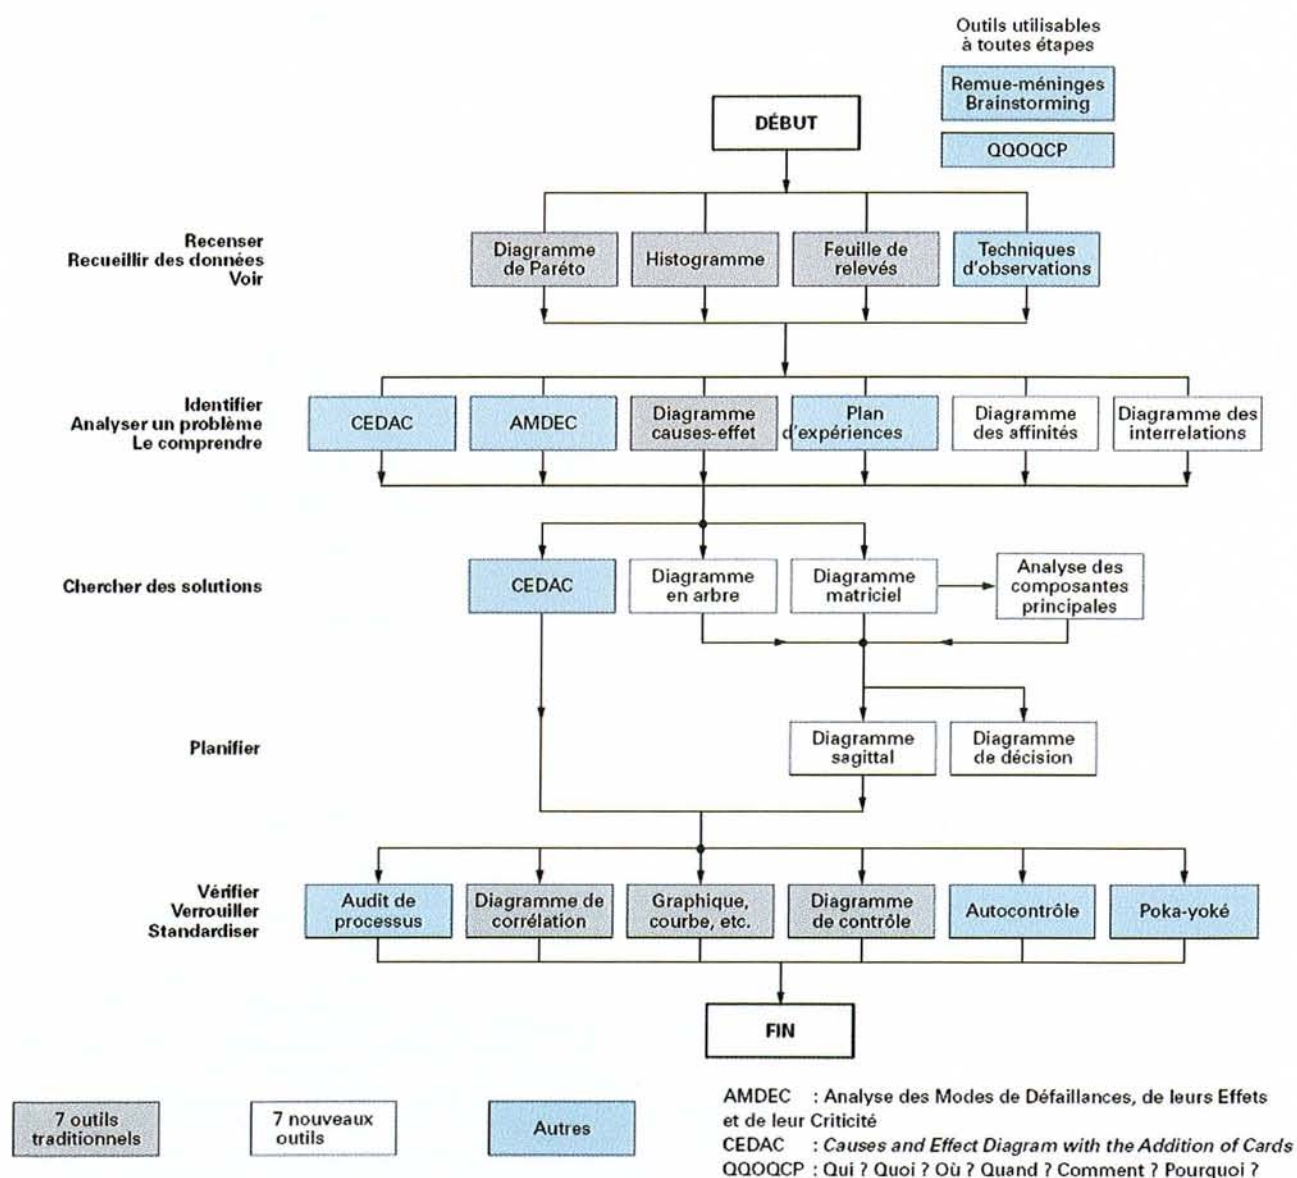 Outils utilisables
à toutes étapes
Remue-méninges
Brainstorming
QQOQCP
DÉBUT
Recenser
Recueillir des données
Voir
Diagramme
de Paréto
Histogramme
Feuille de
relevés
Techniques
d'observations
Identifier
Analyser un problème
Le comprendre
CEDAC
AMDEC
Diagramme
causes-effet
Plan
d'expériences
Diagramme
des affinités
Diagramme des
interrelations
Chercher des solutions
CEDAC
Diagramme
en arbre
Diagramme
matriciel
Analyse des
composantes
principales
Planifier
Diagramme
sagittal
Diagramme
de décision
Vérifier
Verrouiller
Standardiser
Audit de
processus
Diagramme de
corrélation
Graphique,
courbe, etc.
Diagramme
de contrôle
Autocontrôle
Poka-yoké
FIN
7 outils
traditionnels
7 nouveaux
outils
Autres
AMDEC : Analyse des Modes de Défaillances, de leurs Effets
et de leur Criticité
CEDAC : Causes and Effect Diagram with the Addition of Cards
QQOQCP : Qui ? Quoi ? Où ? Quand ? Comment ? Pourquoi ?